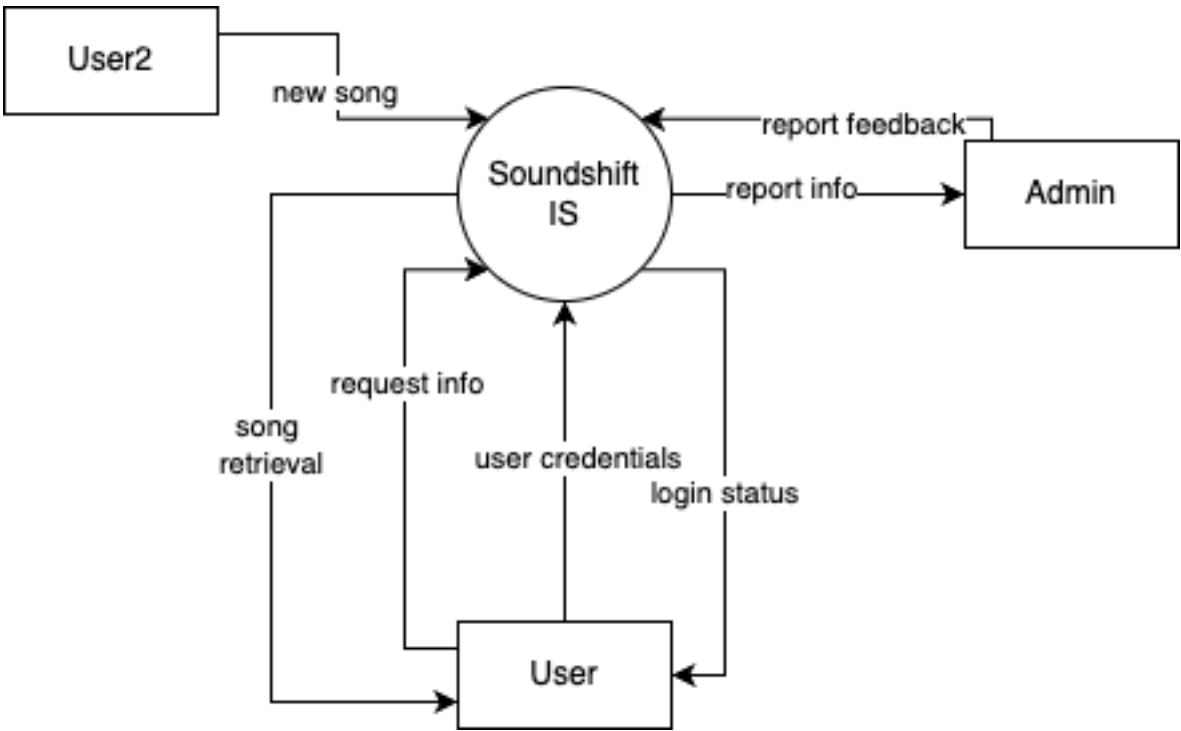 User2
new song
report feedback
Soundshift
IS
report info
Admin
request info
song
retrieval
user credentials
login status
User